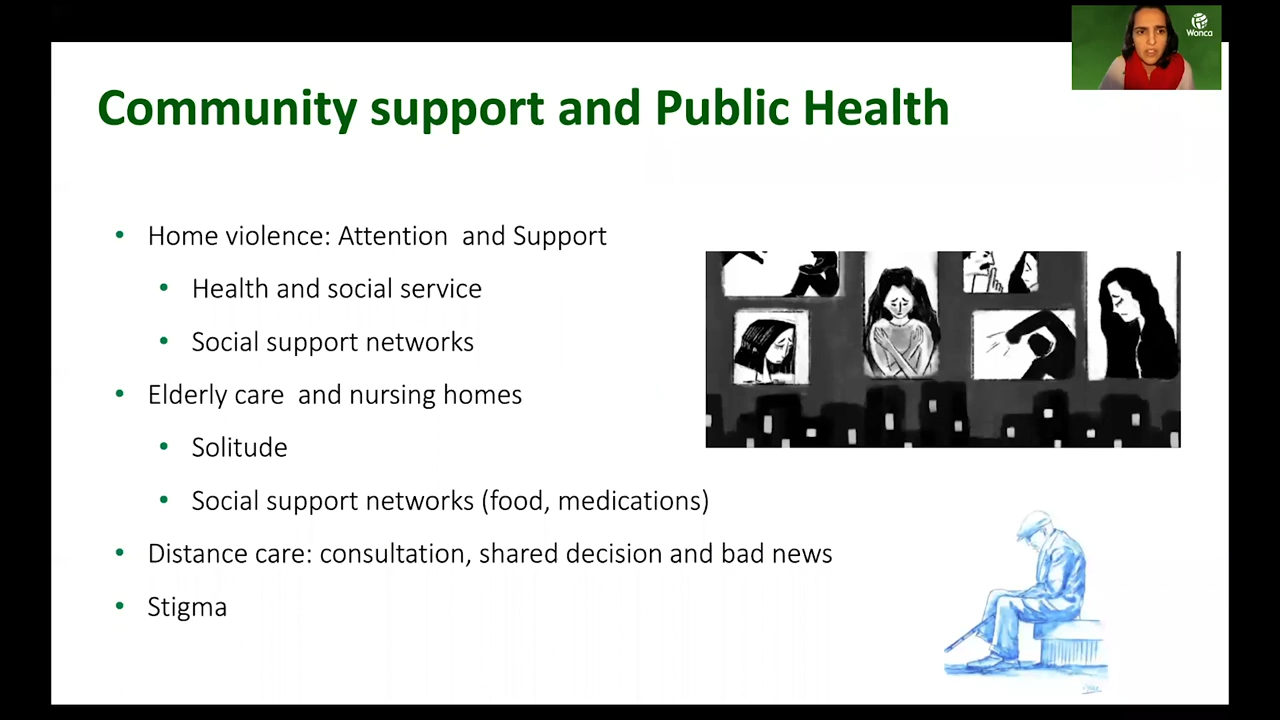 Wonca
Community support and Public Health
• Home violence: Attention  and Support
• Health and social service
• Social support networks
• Elderly care  and nursing homes
• Solitude
• Social support networks (food, medications)
• Distance care: consultation, shared decision and bad news
• Stigma